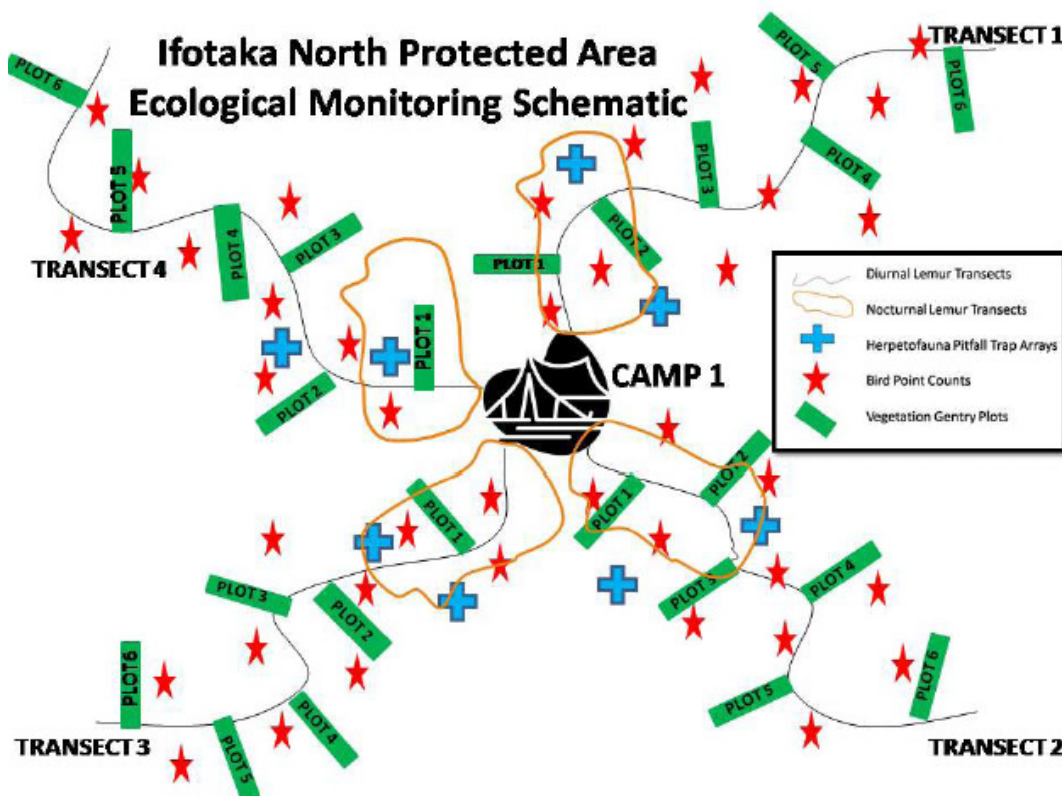 Ifotaka North Protected Area
Ecological Monitoring Schematic
TRANSECT 1
PLOT 6
PLOT 5
PLOT 4
PLOT 3
PLOT 2
PLOT 1
PLOT 6
PLOT 5
PLOT 4
PLOT 3
TRANSECT 4
PLOT 2
PLOT 1
CAMP 1
Diurnal Lemur Transects
Nocturnal Lemur Transects
Herpetofauna Pitfall Trap Arrays
Bird Point Counts
Vegetation Gentry Plots
PLOT 1
PLOT 2
PLOT 3
PLOT 4
PLOT 5
PLOT 6
TRANSECT 3
PLOT 1
PLOT 2
PLOT 3
PLOT 4
PLOT 5
PLOT 6
TRANSECT 2